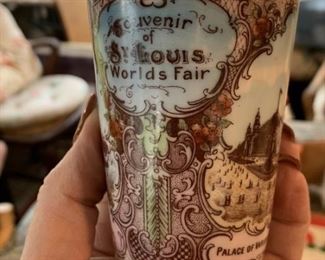 Souvenir
of
St. Louis
Worlds Fair
PALACE OF